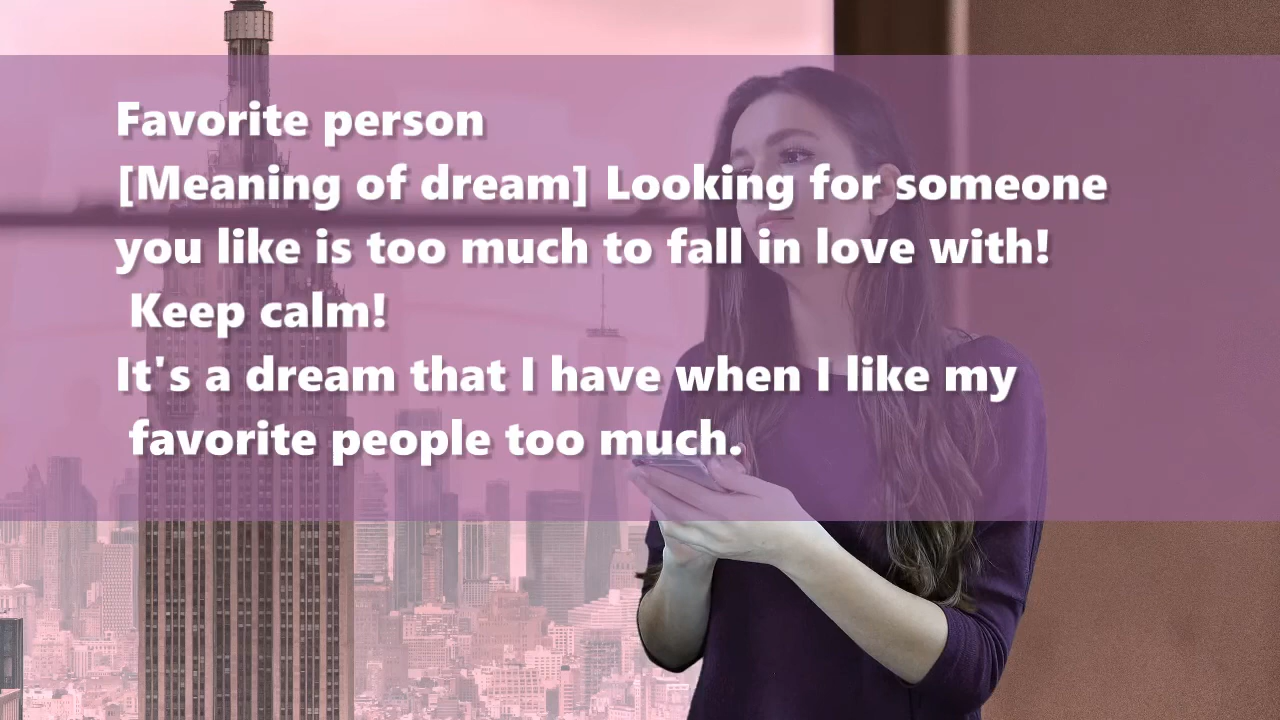 Favorite person
[Meaning of dream] Looking for someone
you like is too much to fall in love with!
Keep calm!
It's a dream that I have when I like my
favorite people too much.